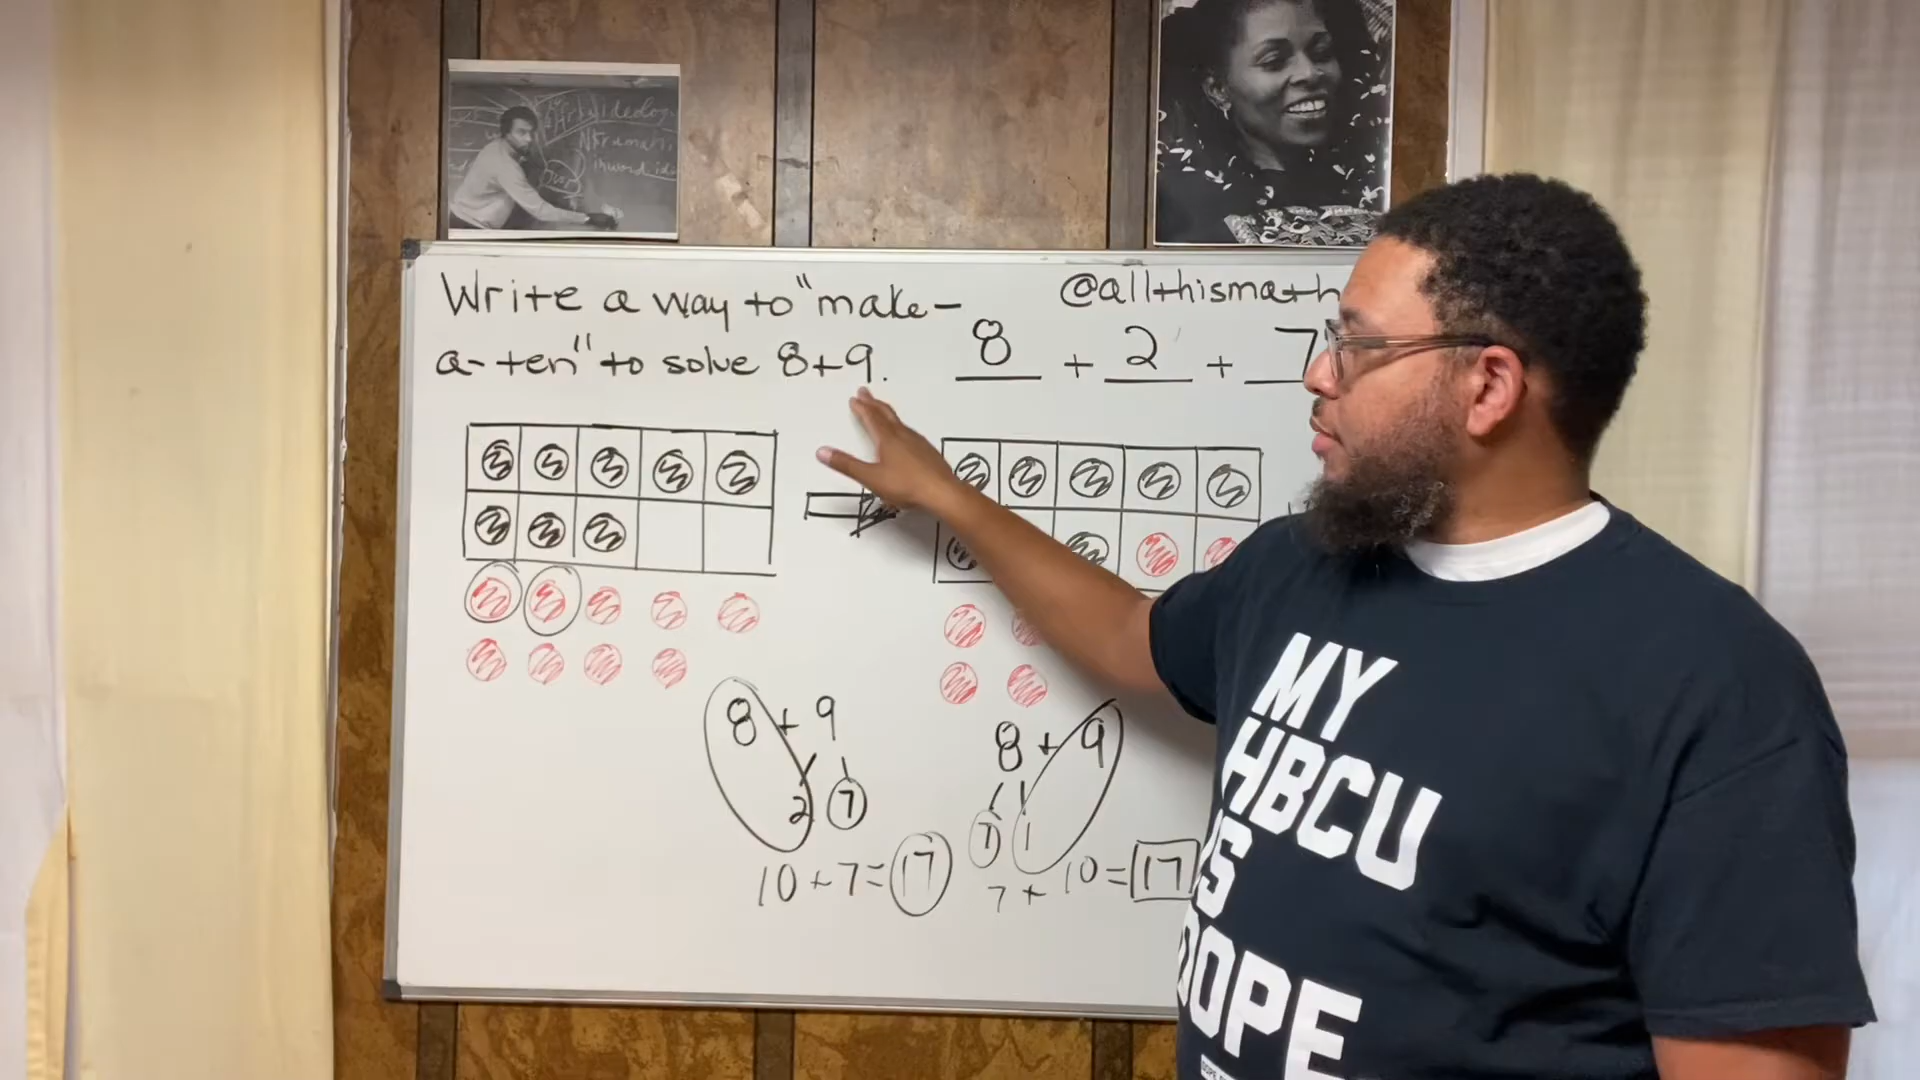 Write a way to "make-
a-ten" to solve 8+9.
@allthismath
8 + 2 + 7
8 + 9
2 7
10 + 7 = 17
8 + 9
7 1
7 + 10 = 17
MY
HBCU
IS
DOPE